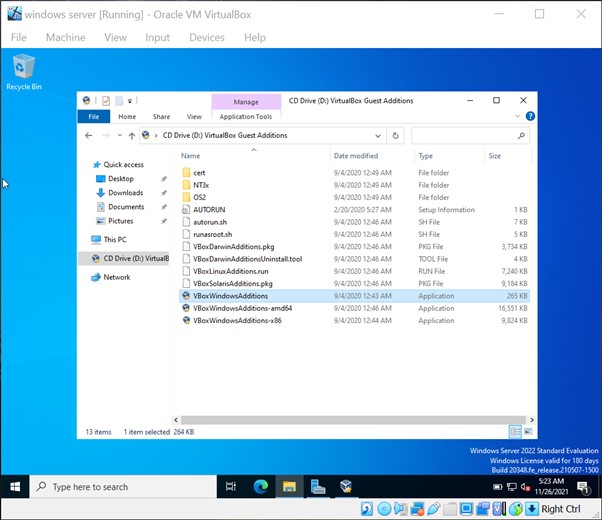 windows server [Running] - Oracle VM VirtualBox
File Machine View Input Devices Help
Recycle Bin
Manage CD Drive (D:) VirtualBox Guest Additions
File Home Share View Application Tools
CD Drive (D:) VirtualBox Guest Additions
Name Date modified Type Size
Quick access
Desktop
Downloads
Documents
Pictures
This PC
CD Drive (D:) VirtualB
Network
cert 9/4/2020 12:49 AM File folder
NT3x 9/4/2020 12:49 AM File folder
OS2 9/4/2020 12:49 AM File folder
AUTORUN 2/20/2020 5:27 AM Setup Information 1 KB
autorun.sh 9/4/2020 12:46 AM SH File 7 KB
runasroot.sh 9/4/2020 12:46 AM SH File 5 KB
VBoxDarwinAdditions.pkg 9/4/2020 12:46 AM PKG File 3,734 KB
VBoxDarwinAdditionsUninstall.tool 9/4/2020 12:46 AM TOOL File 4 KB
VBoxLinuxAdditions.run 9/4/2020 12:46 AM RUN File 7,240 KB
VBoxSolarisAdditions.pkg 9/4/2020 12:46 AM PKG File 9,184 KB
VBoxWindowsAdditions 9/4/2020 12:43 AM Application 265 KB
VBoxWindowsAdditions-amd64 9/4/2020 12:46 AM Application 16,551 KB
VBoxWindowsAdditions-x86 9/4/2020 12:44 AM Application 9,824 KB
13 items 1 item selected 264 KB
Windows Server 2022 Standard Evaluation
Windows License valid for 180 days
Build 20348.fe_release.210507-1500
Type here to search
5:23 AM
11/26/2021
1
Right Ctrl